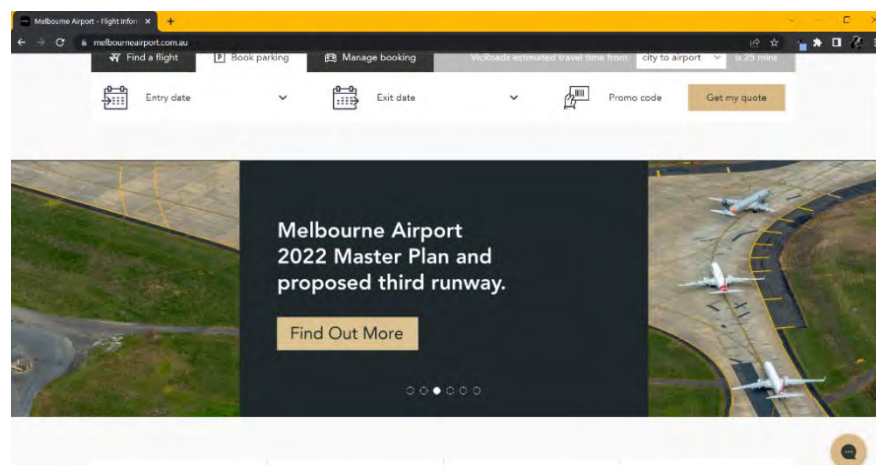 Melbourne Airport - Flight Infor
melbourneairport.com.au
Find a flight
Book parking
Manage booking
VicRoads estimated travel time from
city to airport
is 25 mins
Entry date
Exit date
Promo code
Get my quote
Melbourne Airport
2022 Master Plan and
proposed third runway.
Find Out More